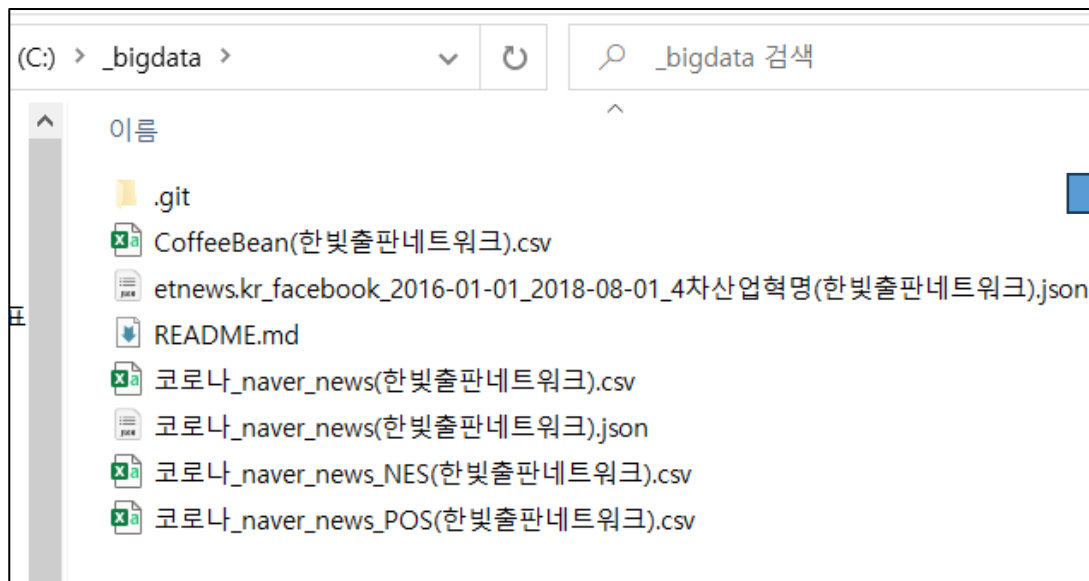 (C:) > _bigdata >
_bigdata 검색
이름
.git
CoffeeBean(한빛출판네트워크).csv
etnews.kr_facebook_2016-01-01_2018-08-01_4차산업혁명(한빛출판네트워크).json
README.md
코로나_naver_news(한빛출판네트워크).csv
코로나_naver_news(한빛출판네트워크).json
코로나_naver_news_NES(한빛출판네트워크).csv
코로나_naver_news_POS(한빛출판네트워크).csv